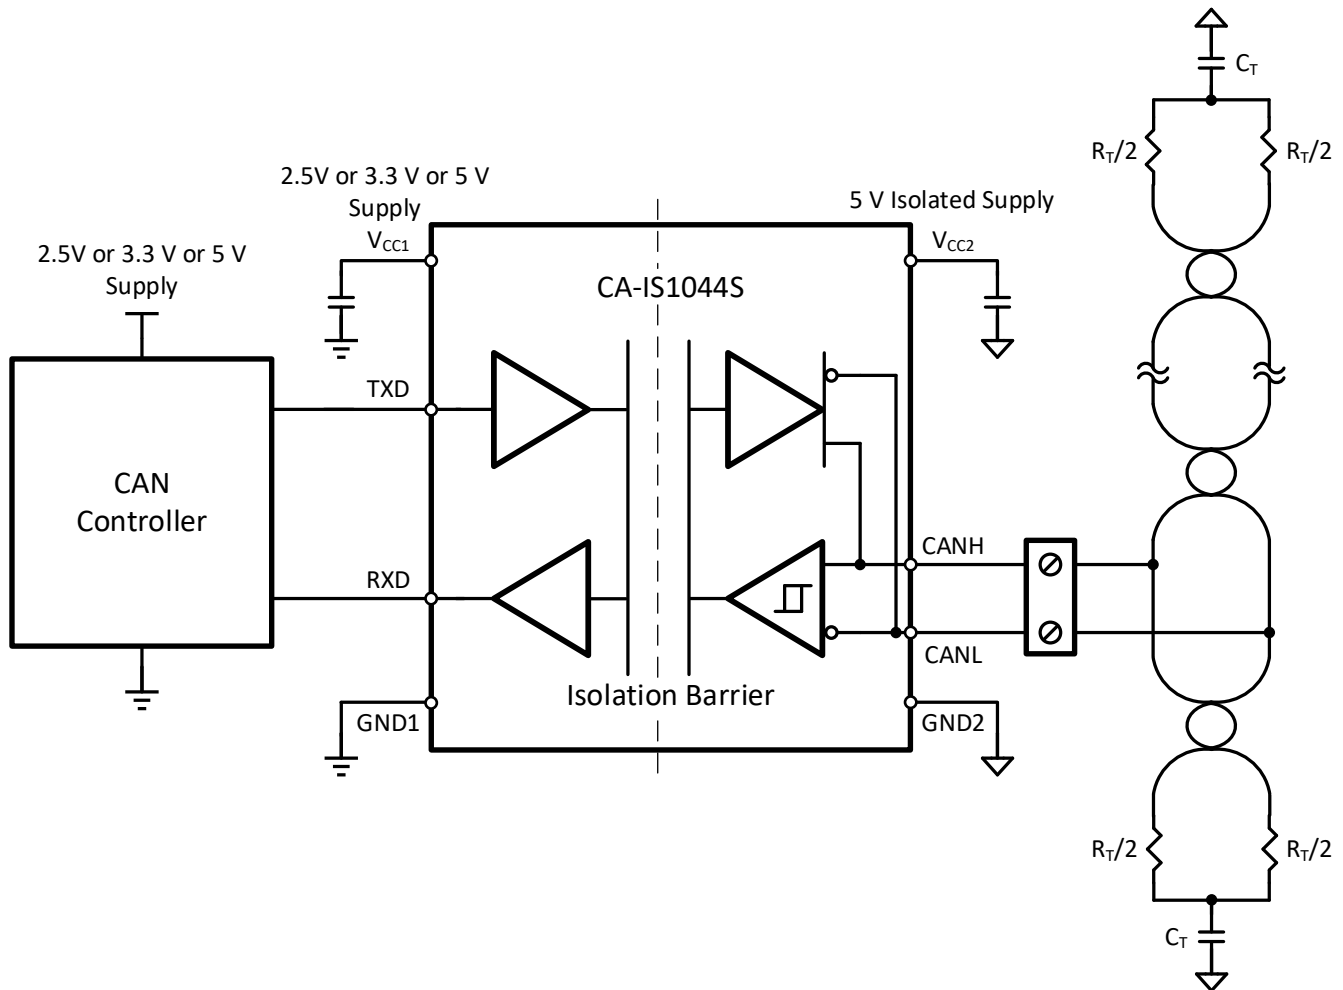 C_T
R_T/2
R_T/2
2.5V or 3.3 V or 5 V
Supply
V_CC1
5 V Isolated Supply
V_CC2
2.5V or 3.3 V or 5 V
Supply
CA-IS1044S
TXD
CAN
Controller
RXD
CANH
CANL
Isolation Barrier
GND1
GND2
R_T/2
R_T/2
C_T